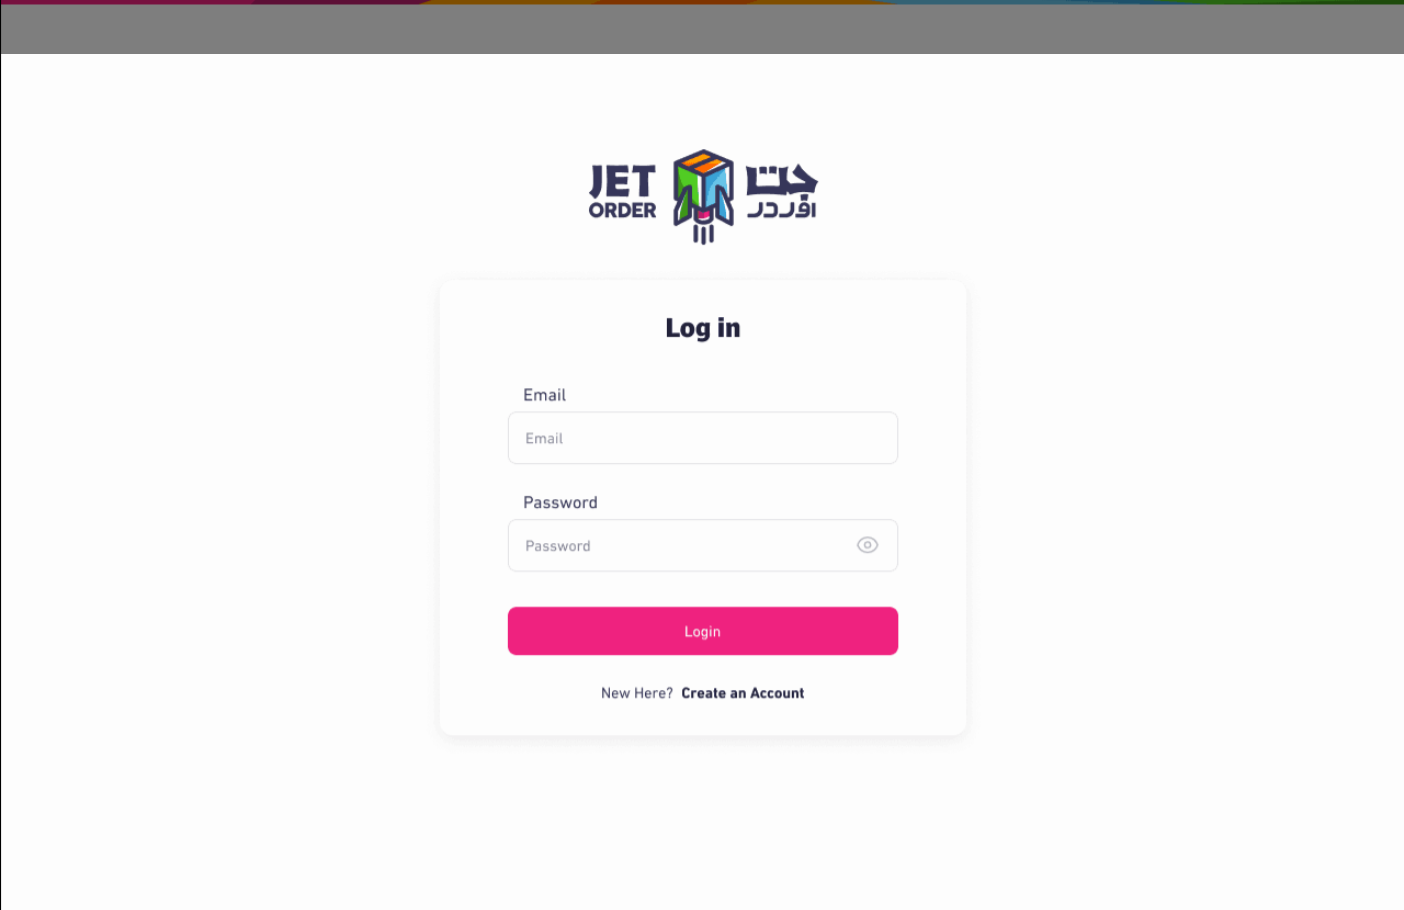 JET
ORDER
جت
اوردر
Log in
Email
Email
Password
Password
Login
New Here? Create an Account